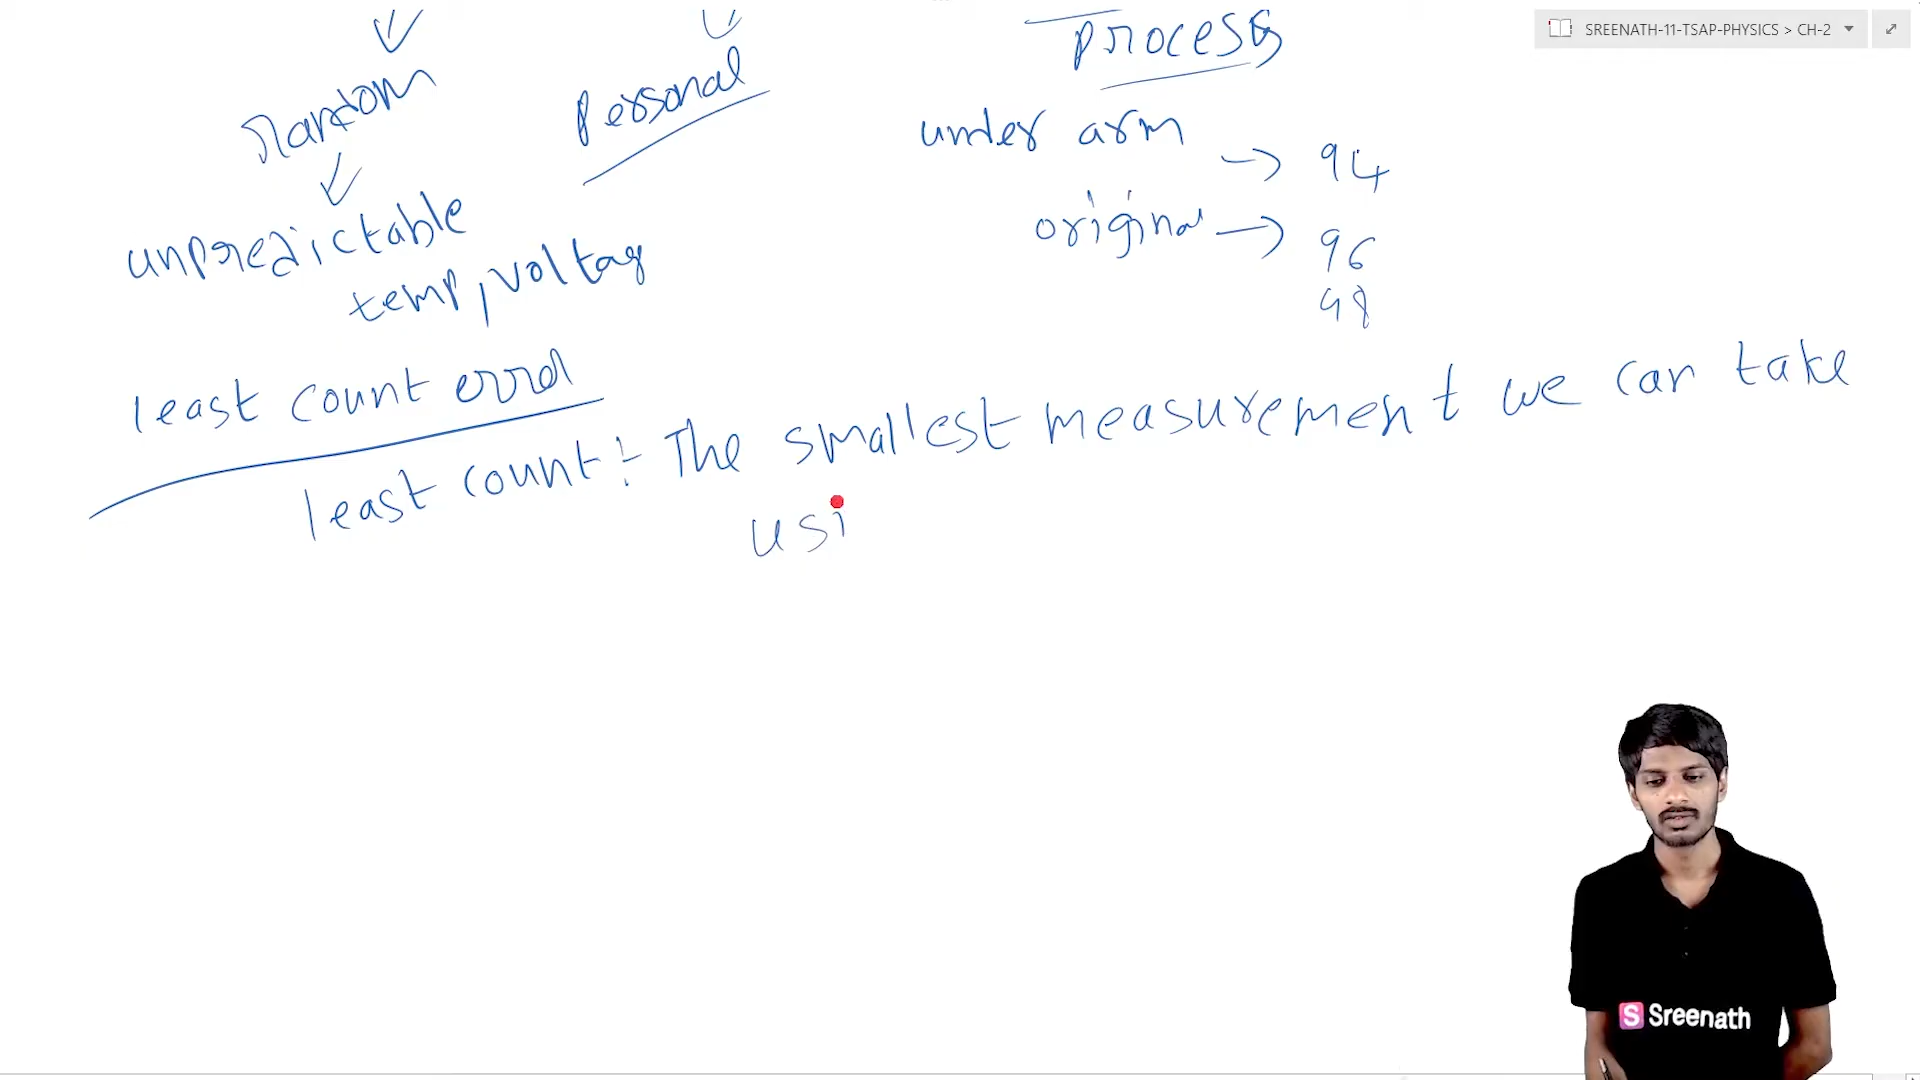 SREENATH-11-TSAP-PHYSICS > CH-2
Process
Random
Personal
under arm → 94
original → 96
98
unpredictable
temp, voltag
least count error
least count :- The smallest measurement we can take
usi
S Sreenath